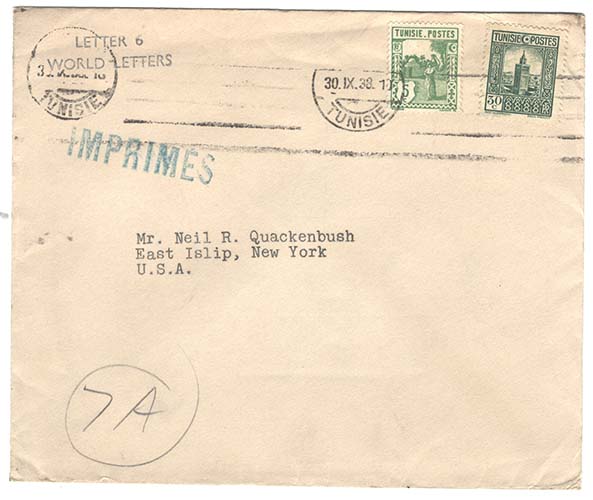 LETTER 6
WORLD LETTERS
TUNISIE
30.IX.38.
TUNISIE
TUNISIE.POSTES
5
TUNISIE POSTES
50
IMPRIMÉS
Mr. Neil R. Quackenbush
East Islip, New York
U.S.A.
7A